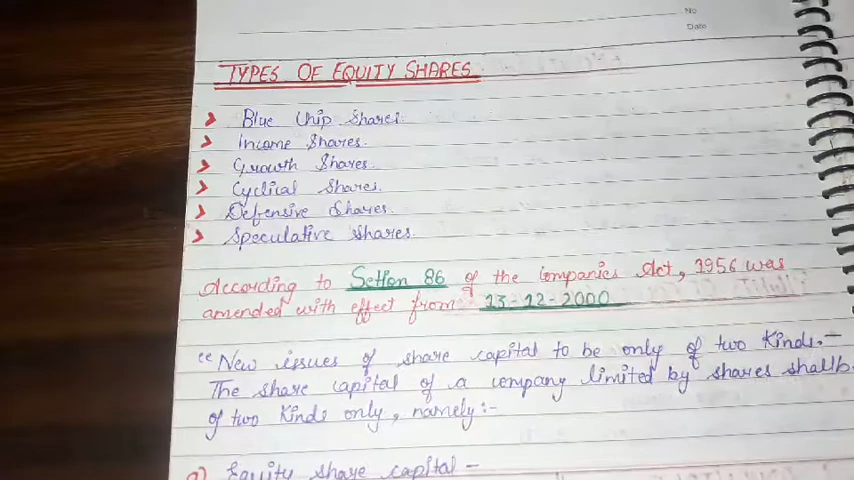 No
Date
TYPES OF EQUITY SHARES
Blue Chip Shares.
Income Shares.
Growth Shares.
Cyclical Shares.
Defensive Shares.
Speculative Shares.
According to Section 86 of the Companies Act, 1956 was
amended with effect from 13-12-2000
"New issues of share capital to be only of two kinds.-
The share capital of a company limited by shares shallb
of two kinds only, namely:-
a) Equity share capital -